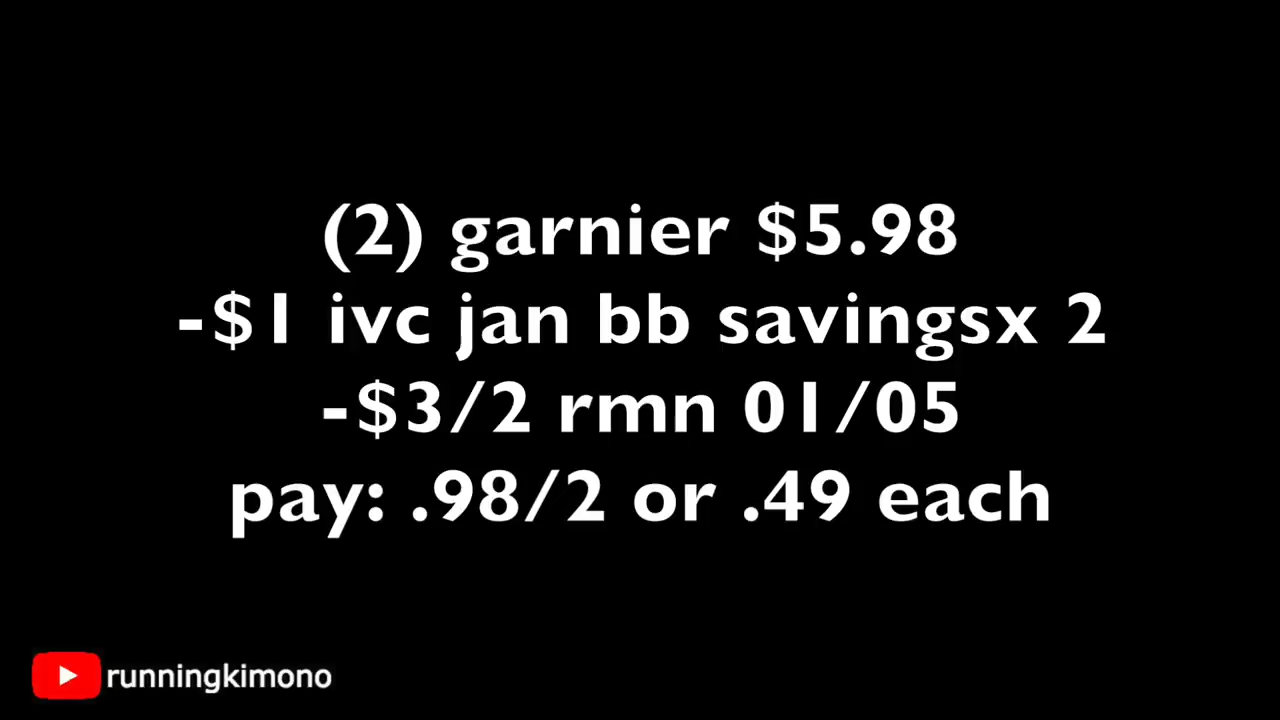 (2) garnier $5.98
-$1 ivc jan bb savingsx 2
-$3/2 rmn 01/05
pay: .98/2 or .49 each
runningkimono